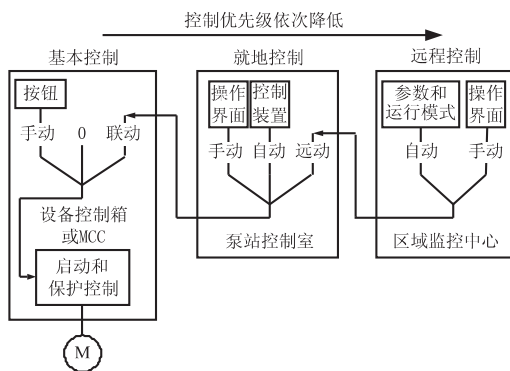 控制优先级依次降低
基本控制
按钮
手动 0 联动
设备控制箱
或MCC
启动和
保护控制
M
就地控制
操作
界面
控制
装置
手动 自动 远动
泵站控制室
远程控制
参数和
运行模式
操作
界面
自动 手动
区域监控中心